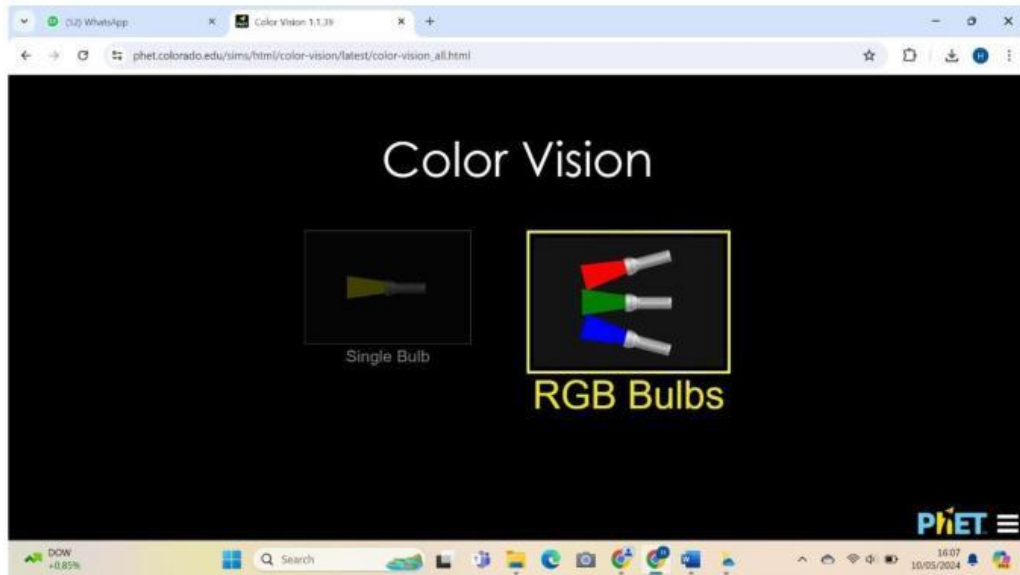 (52) WhatsApp
Color Vision 1.1.39
phet.colorado.edu/sims/html/color-vision/latest/color-vision_all.html
H
Color Vision
Single Bulb
RGB Bulbs
PhET
DOW
+0,85%
Search
16:07
10/05/2024